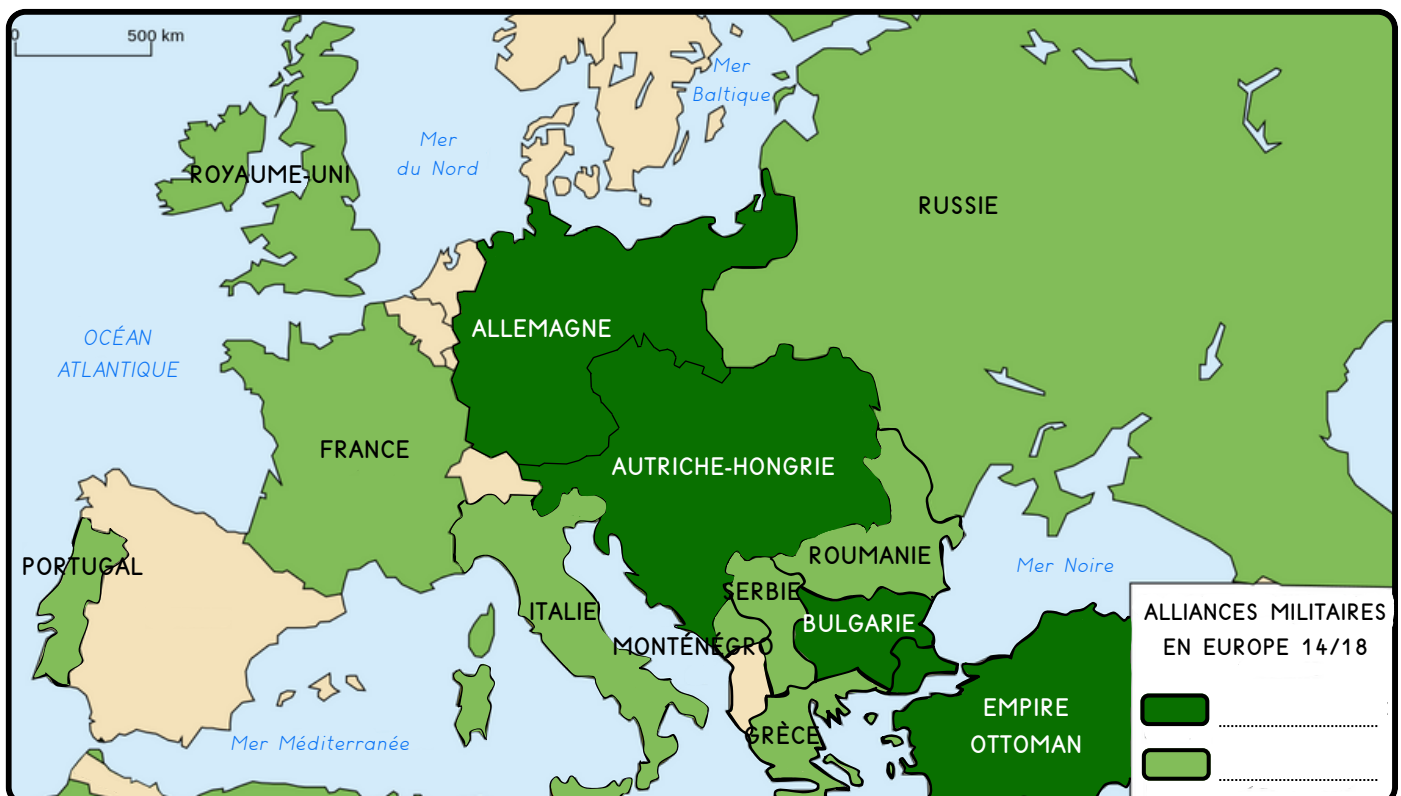 0 500 km
Mer
Baltique
Mer
du Nord
ROYAUME-UNI
RUSSIE
OCÉAN
ATLANTIQUE
ALLEMAGNE
FRANCE
AUTRICHE-HONGRIE
PORTUGAL
ROUMANIE
Mer Noire
SERBIE
ITALIE
BULGARIE
MONTÉNÉGRO
GRÈCE
EMPIRE
OTTOMAN
Mer Méditerranée
ALLIANCES MILITAIRES
EN EUROPE 14/18